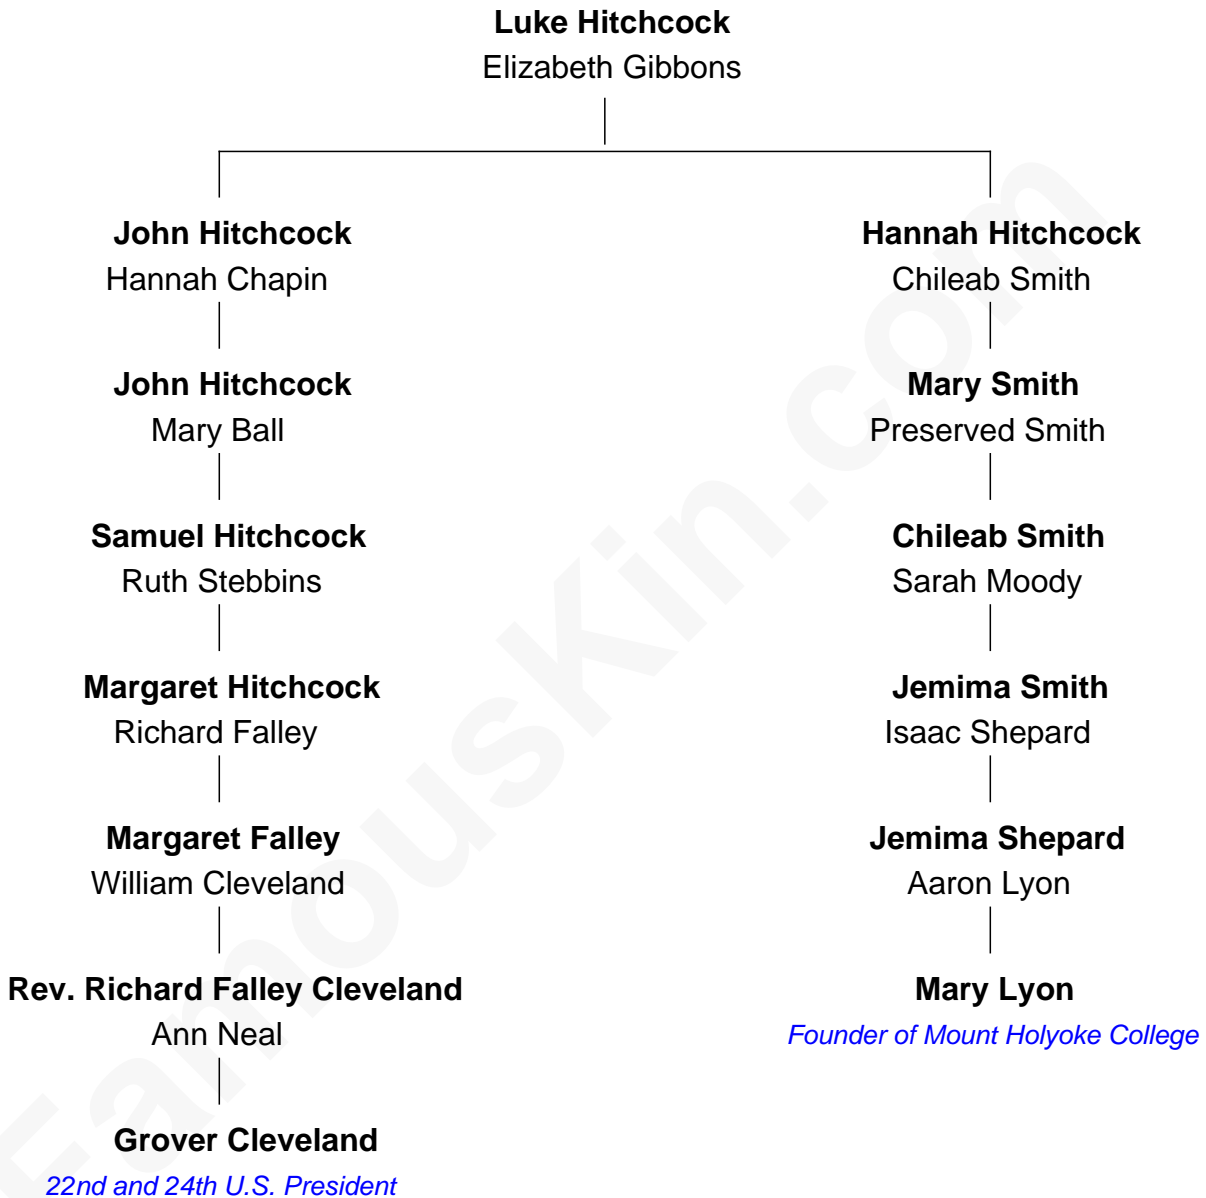 Luke Hitchcock
Elizabeth Gibbons
John Hitchcock
Hannah Chapin
John Hitchcock
Mary Ball
Samuel Hitchcock
Ruth Stebbins
Margaret Hitchcock
Richard Falley
Margaret Falley
William Cleveland
Rev. Richard Falley Cleveland
Ann Neal
Grover Cleveland
22nd and 24th U.S. President
Hannah Hitchcock
Chileab Smith
Mary Smith
Preserved Smith
Chileab Smith
Sarah Moody
Jemima Smith
Isaac Shepard
Jemima Shepard
Aaron Lyon
Mary Lyon
Founder of Mount Holyoke College
FamousKin.com